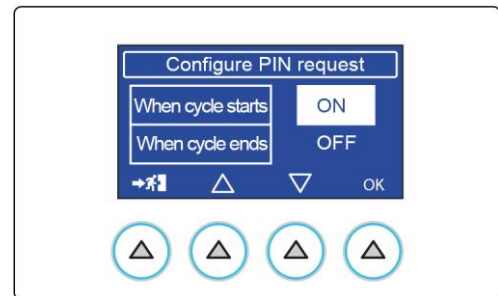 Configure PIN request
When cycle starts ON
When cycle ends OFF
OK